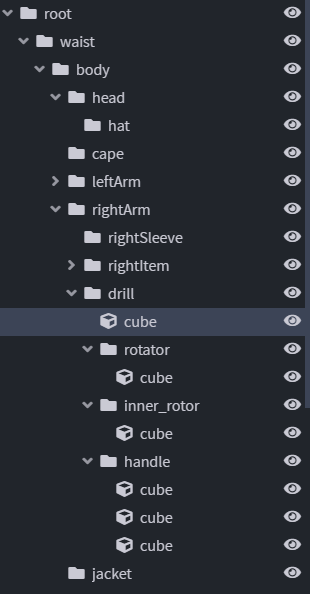 root
waist
body
head
hat
cape
leftArm
rightArm
rightSleeve
rightItem
drill
cube
rotator
cube
inner_rotor
cube
handle
cube
cube
cube
jacket